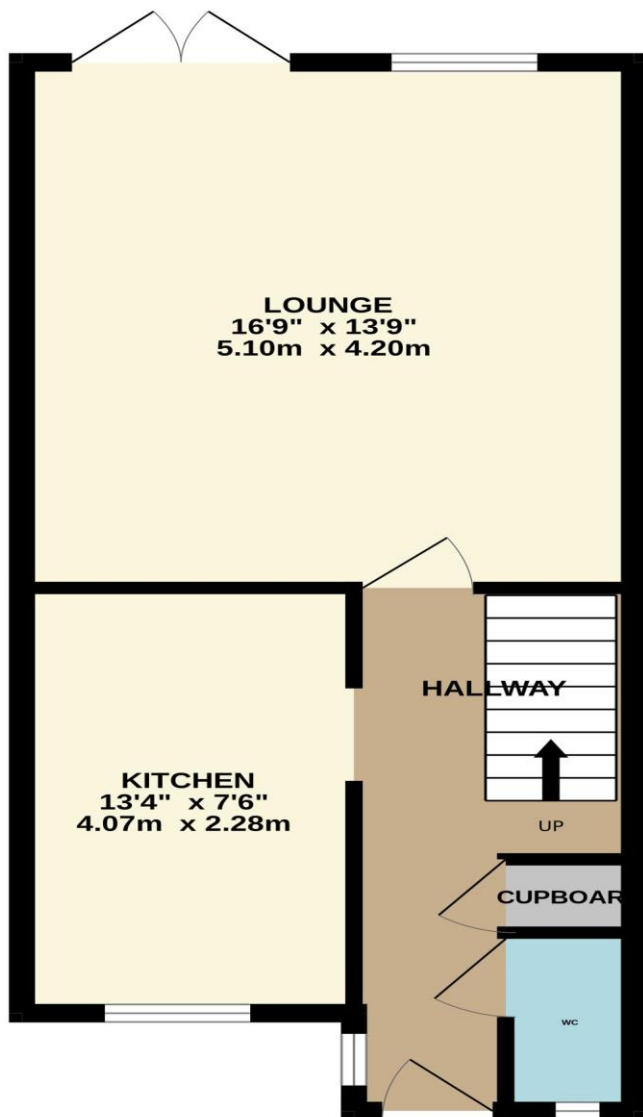 LOUNGE
16'9" x 13'9"
5.10m x 4.20m
HALLWAY
KITCHEN
13'4" x 7'6"
4.07m x 2.28m
UP
CUPBOAR
WC